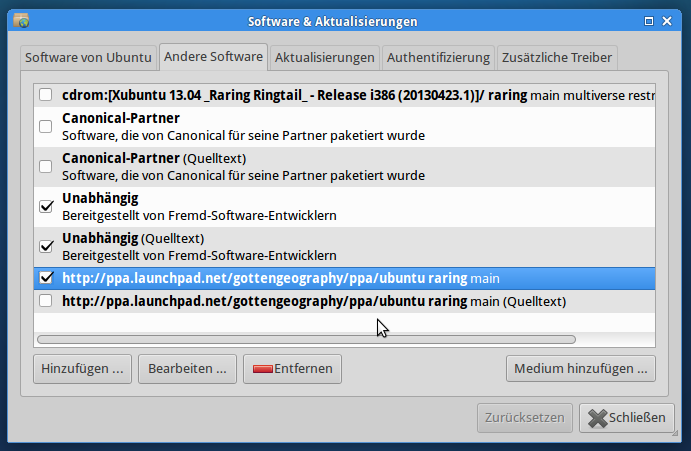 Software & Aktualisierungen
Software von Ubuntu
Andere Software
Aktualisierungen
Authentifizierung
Zusätzliche Treiber
cdrom:[Xubuntu 13.04 _Raring Ringtail_ - Release i386 (20130423.1)]/ raring main multiverse restr
Canonical-Partner
Software, die von Canonical für seine Partner paketiert wurde
Canonical-Partner (Quelltext)
Software, die von Canonical für seine Partner paketiert wurde
Unabhängig
Bereitgestellt von Fremd-Software-Entwicklern
Unabhängig (Quelltext)
Bereitgestellt von Fremd-Software-Entwicklern
http://ppa.launchpad.net/gottengeography/ppa/ubuntu raring main
http://ppa.launchpad.net/gottengeography/ppa/ubuntu raring main (Quelltext)
Hinzufügen ...
Bearbeiten ...
Entfernen
Medium hinzufügen ...
Zurücksetzen
Schließen